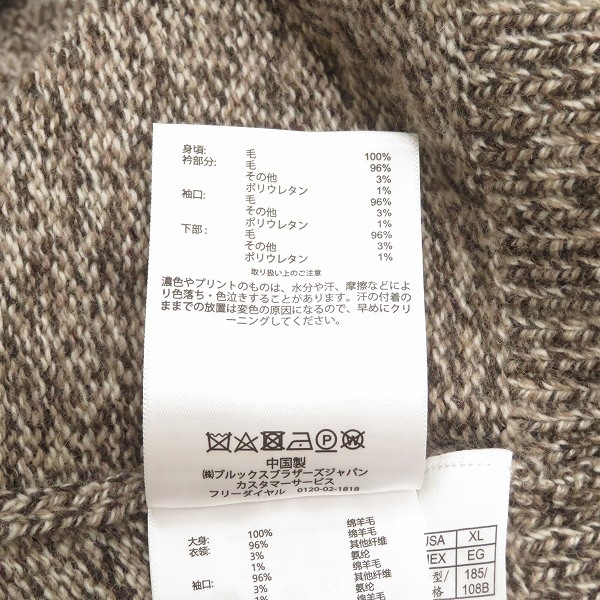 身頃: 毛 100%
衿部分: 毛 96%
その他 3%
ポリウレタン 1%
袖口: 毛 96%
その他 3%
ポリウレタン 1%
下部: 毛 96%
その他 3%
ポリウレタン 1%
取り扱い上のご注意
濃色やプリントのものは、水分や汗、摩擦などによ
り色落ち・色泣きすることがあります。汗の付着の
ままでの放置は変色の原因になるので、早めにクリ
ーニングしてください。
中国製
㈱ブルックスブラザーズジャパン
カスタマーサービス
フリーダイヤル 0120-02-1818
大身: 100% 绵羊毛
衣领: 96% 绵羊毛
3% 其他纤维
1% 氨纶
袖口: 96% 绵羊毛
3% 其他纤维
1% 氨纶
USA XL
MEX EG
型/ 185/
格 108B